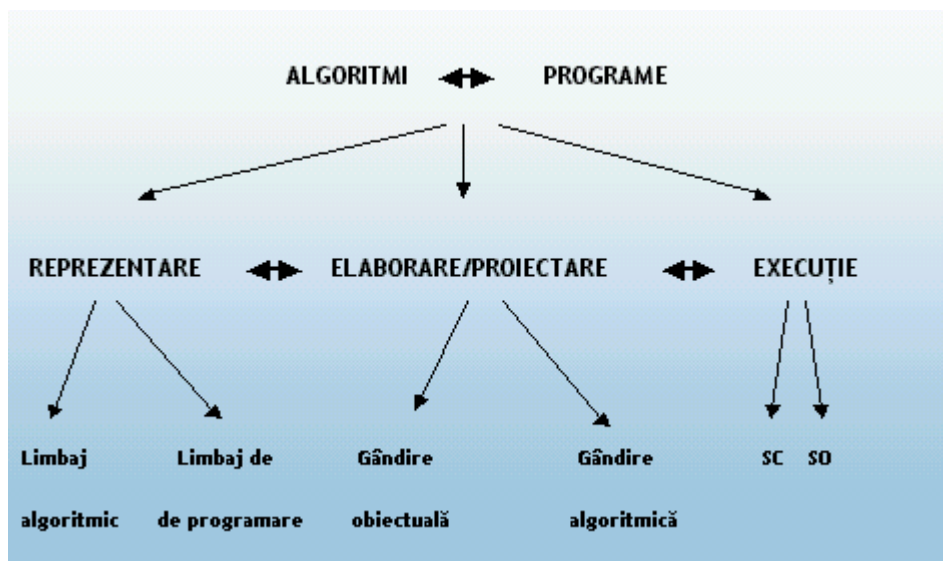 ALGORITMI PROGRAME
REPREZENTARE ELABORARE/PROIECTARE EXECUȚIE
Limbaj Limbaj de Gândire Gândire SC SO
algoritmic de programare obiectuală algoritmică